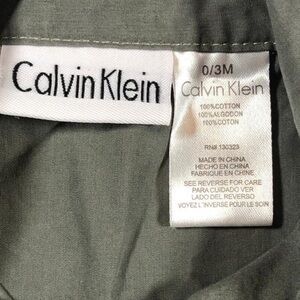 Calvin Klein
0/3M
Calvin Klein
100%COTTON
100%ALGODON
100%COTON
RN# 130323
MADE IN CHINA
HECHO EN CHINA
FABRIQUE EN CHINE
SEE REVERSE FOR CARE
PARA CUIDADO VER
LADO DEL REVERSO
VOYEZ L'INVERSE POUR LE SOIN